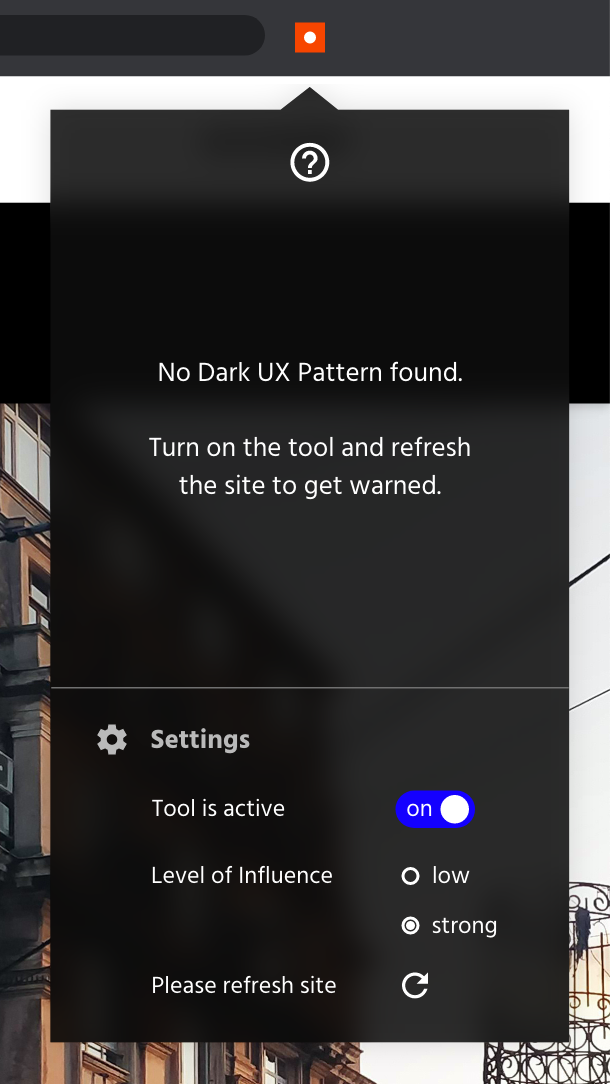 No Dark UX Pattern found.
Turn on the tool and refresh
the site to get warned.
Settings
Tool is active on
Level of Influence low
strong
Please refresh site